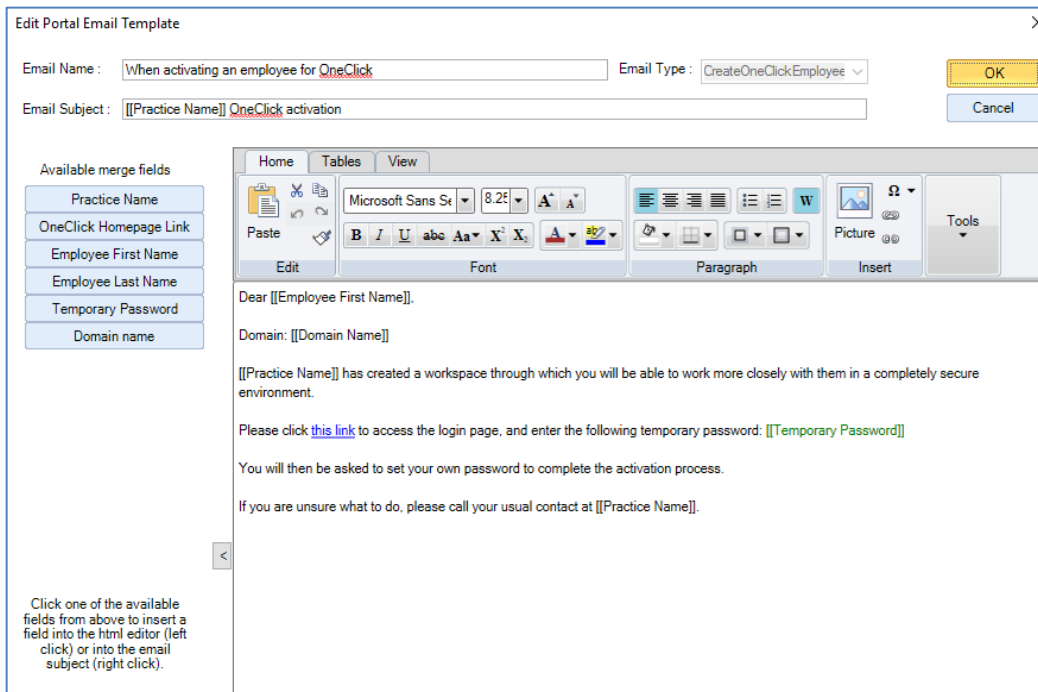 Edit Portal Email Template
Email Name : When activating an employee for OneClick Email Type : CreateOneClickEmployee OK
Email Subject : [[Practice Name]] OneClick activation Cancel
Available merge fields
Practice Name
OneClick Homepage Link
Employee First Name
Employee Last Name
Temporary Password
Domain name
Click one of the available
fields from above to insert a
field into the html editor (left
click) or into the email
subject (right click).
<
Home Tables View
Microsoft Sans Se 8.25 A A
Paste B I U abc Aa X² X₂ A ab W Picture Ω Tools
Edit Font Paragraph Insert
Dear [[Employee First Name]],
Domain: [[Domain Name]]
[[Practice Name]] has created a workspace through which you will be able to work more closely with them in a completely secure
environment.
Please click this link to access the login page, and enter the following temporary password: [[Temporary Password]]
You will then be asked to set your own password to complete the activation process.
If you are unsure what to do, please call your usual contact at [[Practice Name]].